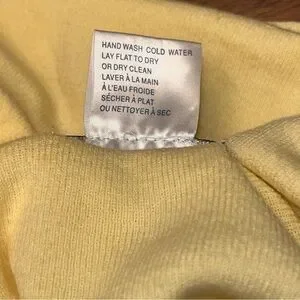 HAND WASH COLD WATER
LAY FLAT TO DRY
OR DRY CLEAN
LAVER À LA MAIN
À L'EAU FROIDE
SÉCHER À PLAT
OU NETTOYER À SEC